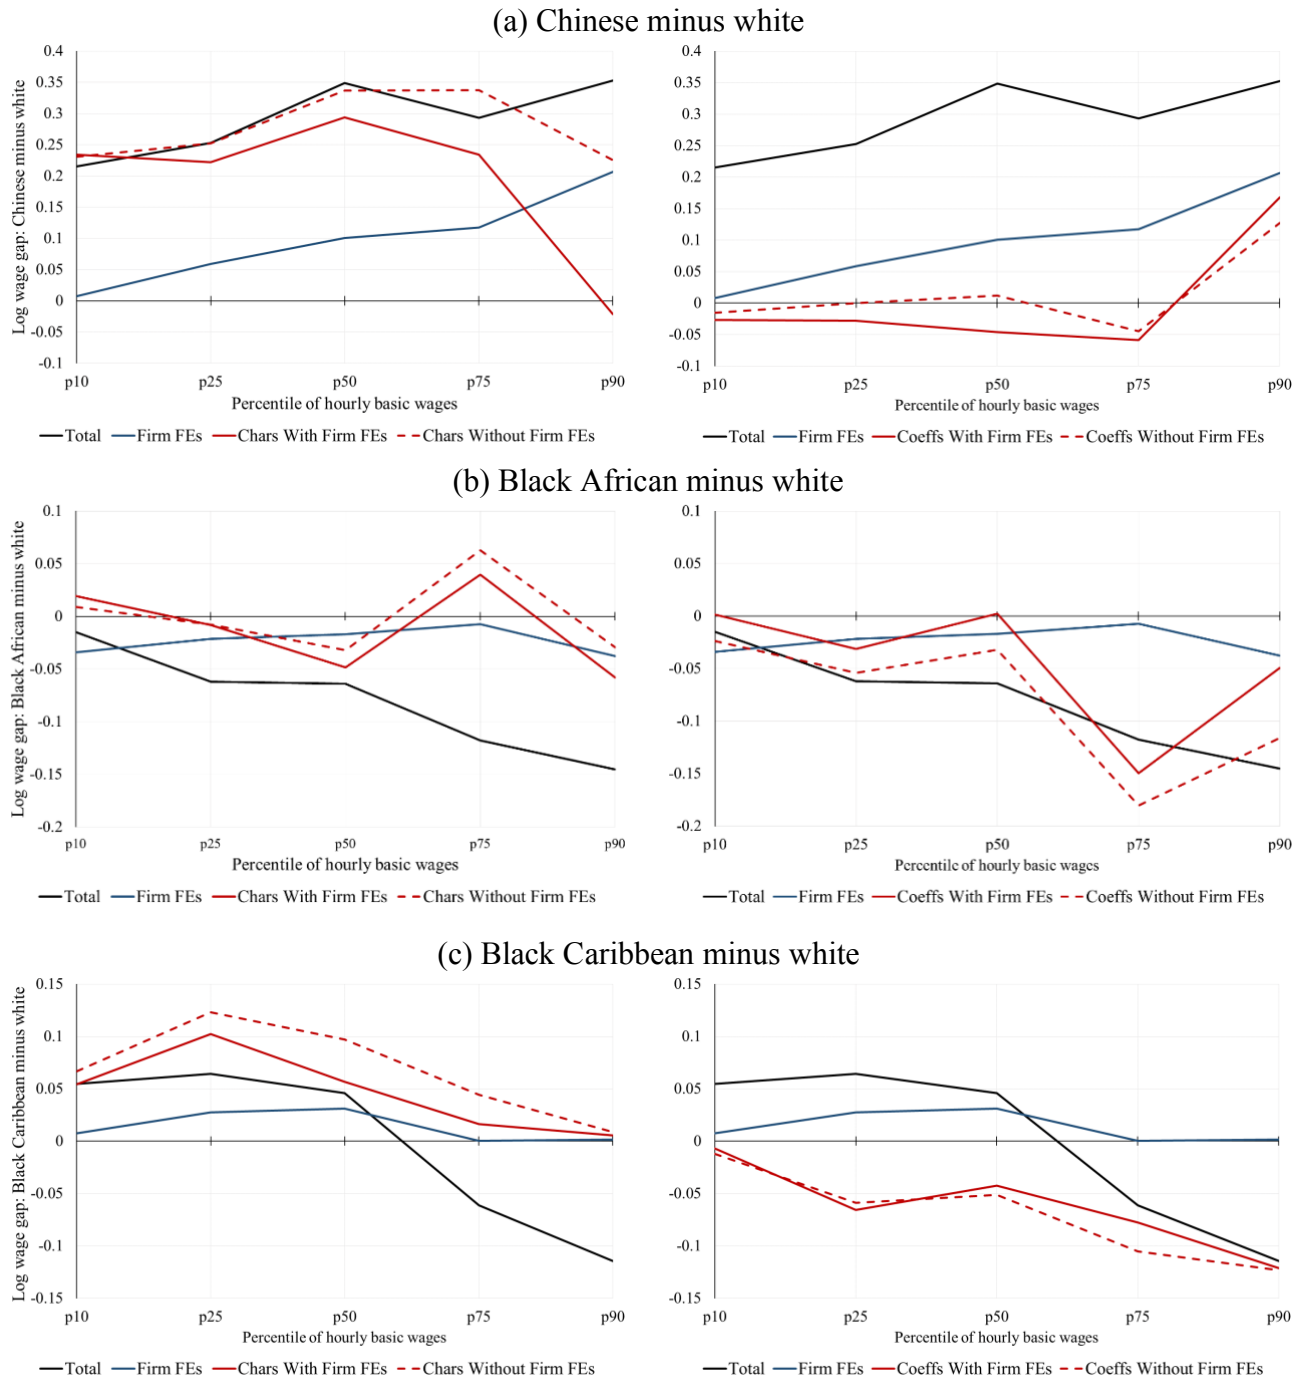 (a) Chinese minus white
Log wage gap: Chinese minus white
0.4
0.35
0.3
0.25
0.2
0.15
0.1
0.05
0
-0.05
-0.1
p10 p25 p50 p75 p90
Percentile of hourly basic wages
Total Firm FEs Chars With Firm FEs Chars Without Firm FEs
0.4
0.35
0.3
0.25
0.2
0.15
0.1
0.05
0
-0.05
-0.1
p10 p25 p50 p75 p90
Percentile of hourly basic wages
Total Firm FEs Coeffs With Firm FEs Coeffs Without Firm FEs
(b) Black African minus white
Log wage gap: Black African minus white
0.1
0.05
0
-0.05
-0.1
-0.15
-0.2
p10 p25 p50 p75 p90
Percentile of hourly basic wages
Total Firm FEs Chars With Firm FEs Chars Without Firm FEs
0.1
0.05
0
-0.05
-0.1
-0.15
-0.2
p10 p25 p50 p75 p90
Percentile of hourly basic wages
Total Firm FEs Coeffs With Firm FEs Coeffs Without Firm FEs
(c) Black Caribbean minus white
Log wage gap: Black Caribbean minus white
0.15
0.1
0.05
0
-0.05
-0.1
-0.15
p10 p25 p50 p75 p90
Percentile of hourly basic wages
Total Firm FEs Chars With Firm FEs Chars Without Firm FEs
0.15
0.1
0.05
0
-0.05
-0.1
-0.15
p10 p25 p50 p75 p90
Percentile of hourly basic wages
Total Firm FEs Coeffs With Firm FEs Coeffs Without Firm FEs